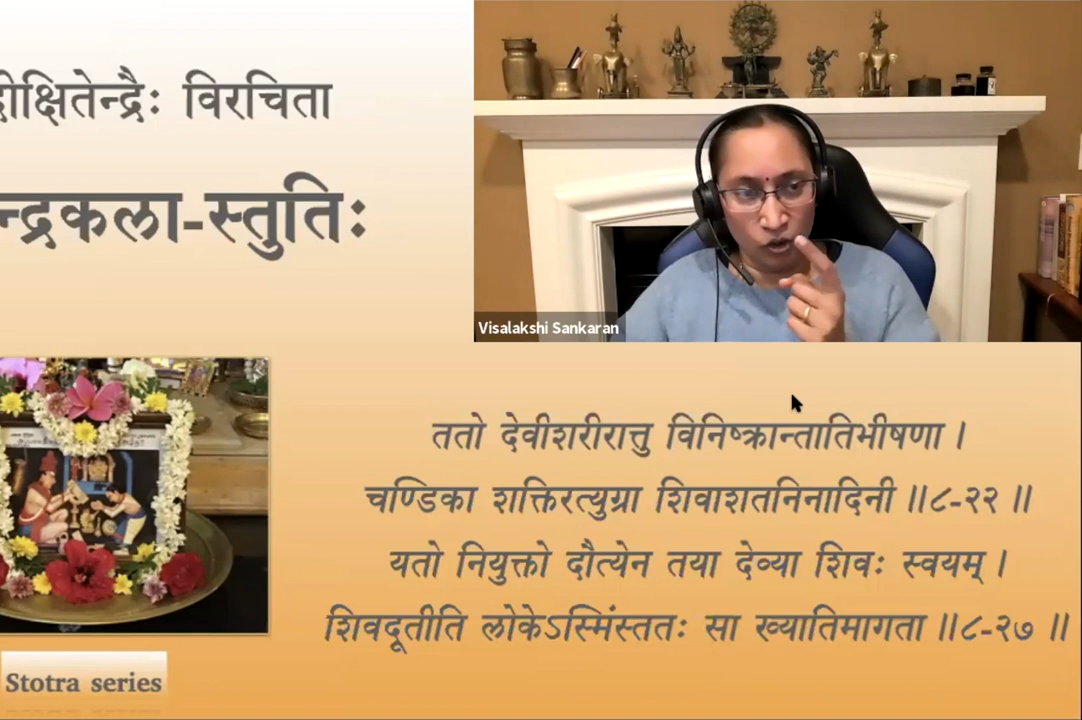 दीक्षितेन्द्रैः विरचिता
न्द्रकला-स्तुतिः
Visalakshi Sankaran
ततो देवीशरीरात्तु विनिष्क्रान्तातिभीषणा ।
चण्डिका शक्तिरत्युग्रा शिवाशतनिनादिनी ॥८-२२ ॥
यतो नियुक्तो दौत्येन तया देव्या शिवः स्वयम् ।
शिवदूतीति लोकेऽस्मिंस्ततः सा ख्यातिमागता ॥८-२७ ॥
Stotra series